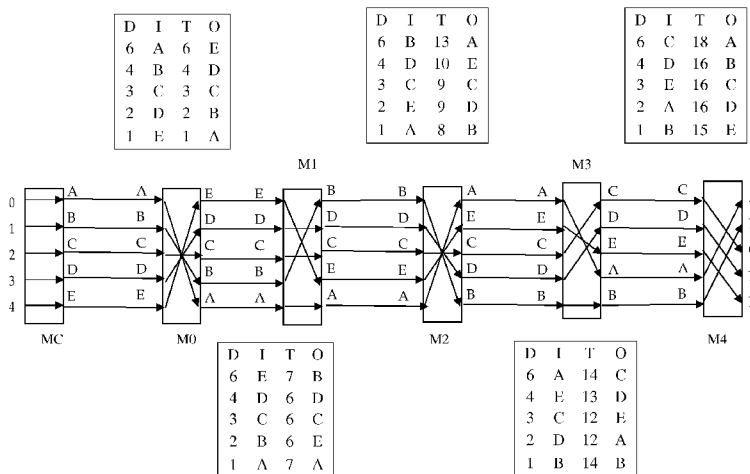 D I T O
6 A 6 E
4 B 4 D
3 C 3 C
2 D 2 B
1 E 1 A
D I T O
6 B 13 A
4 D 10 E
3 C 9 C
2 E 9 D
1 A 8 B
D I T O
6 C 18 A
4 D 16 B
3 E 16 C
2 A 16 D
1 B 15 E
M1
M3
0 A A E E B B A A C C
1 B B D D D D E E D D
2 C C C C C C C C E E
3 D D B B E E D D A A
4 E E A A A A B B B B
MC
M0
M2
M4
D I T O
6 E 7 B
4 D 6 D
3 C 6 C
2 B 6 E
1 A 7 A
D I T O
6 A 14 C
4 E 13 D
3 C 12 E
2 D 12 A
1 B 14 B